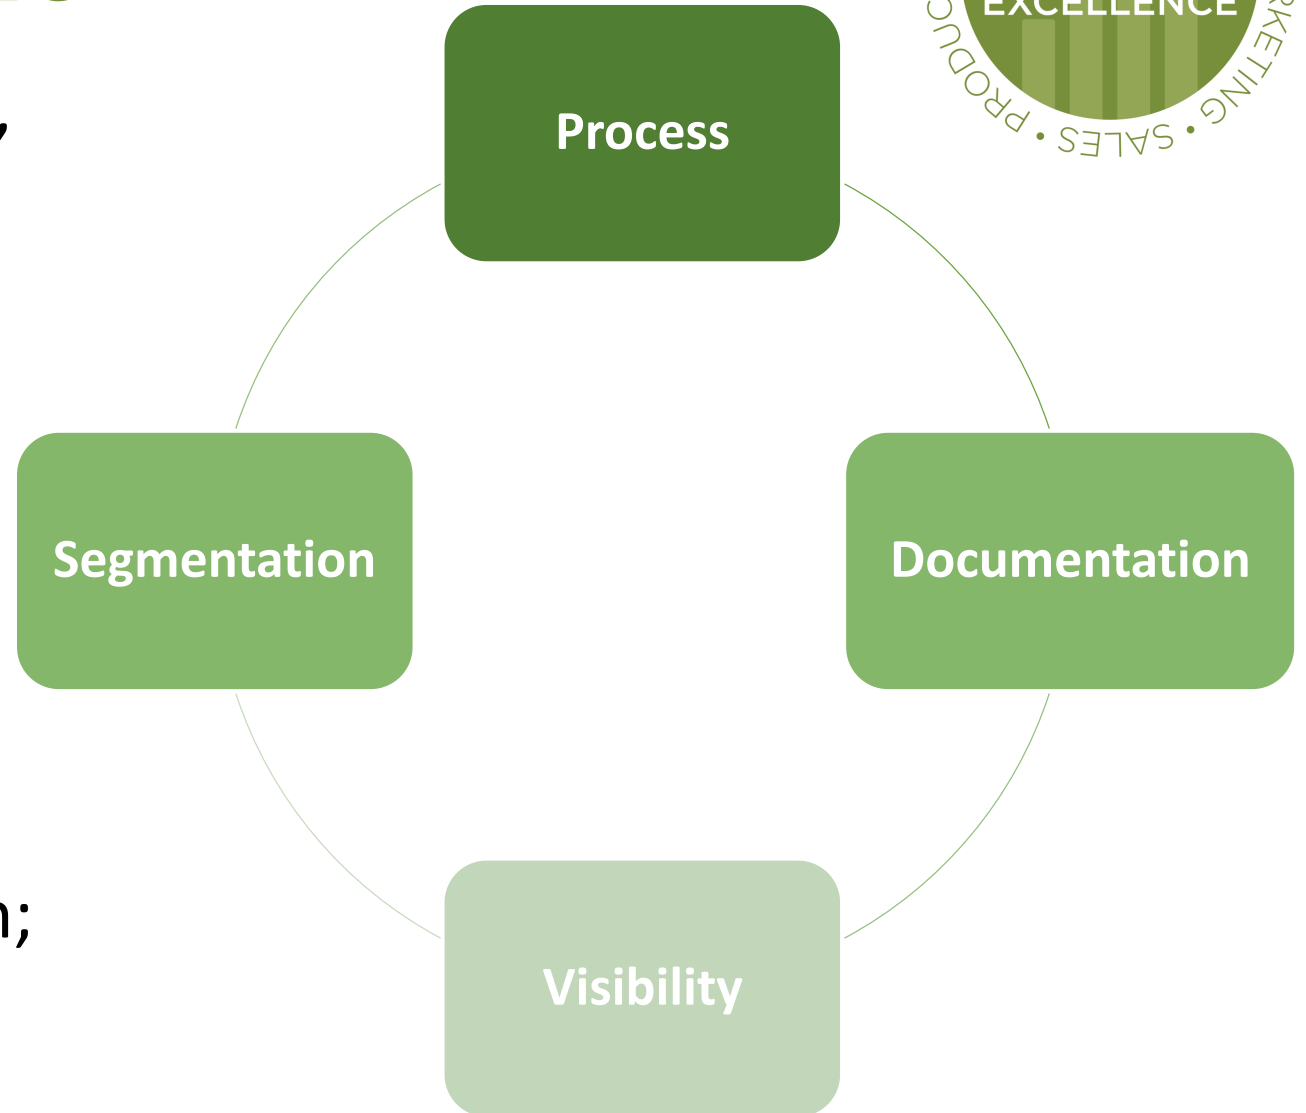 EXCELLENCE
SALES •
Process
Segmentation
Documentation
Visibility